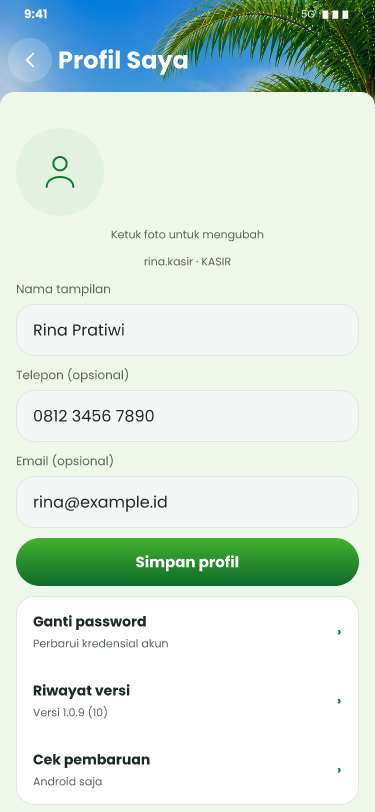 9:41
5G
Profil Saya
Ketuk foto untuk mengubah
rina.kasir · KASIR
Nama tampilan
Rina Pratiwi
Telepon (opsional)
0812 3456 7890
Email (opsional)
rina@example.id
Simpan profil
Ganti password
Perbarui kredensial akun
Riwayat versi
Versi 1.0.9 (10)
Cek pembaruan
Android saja